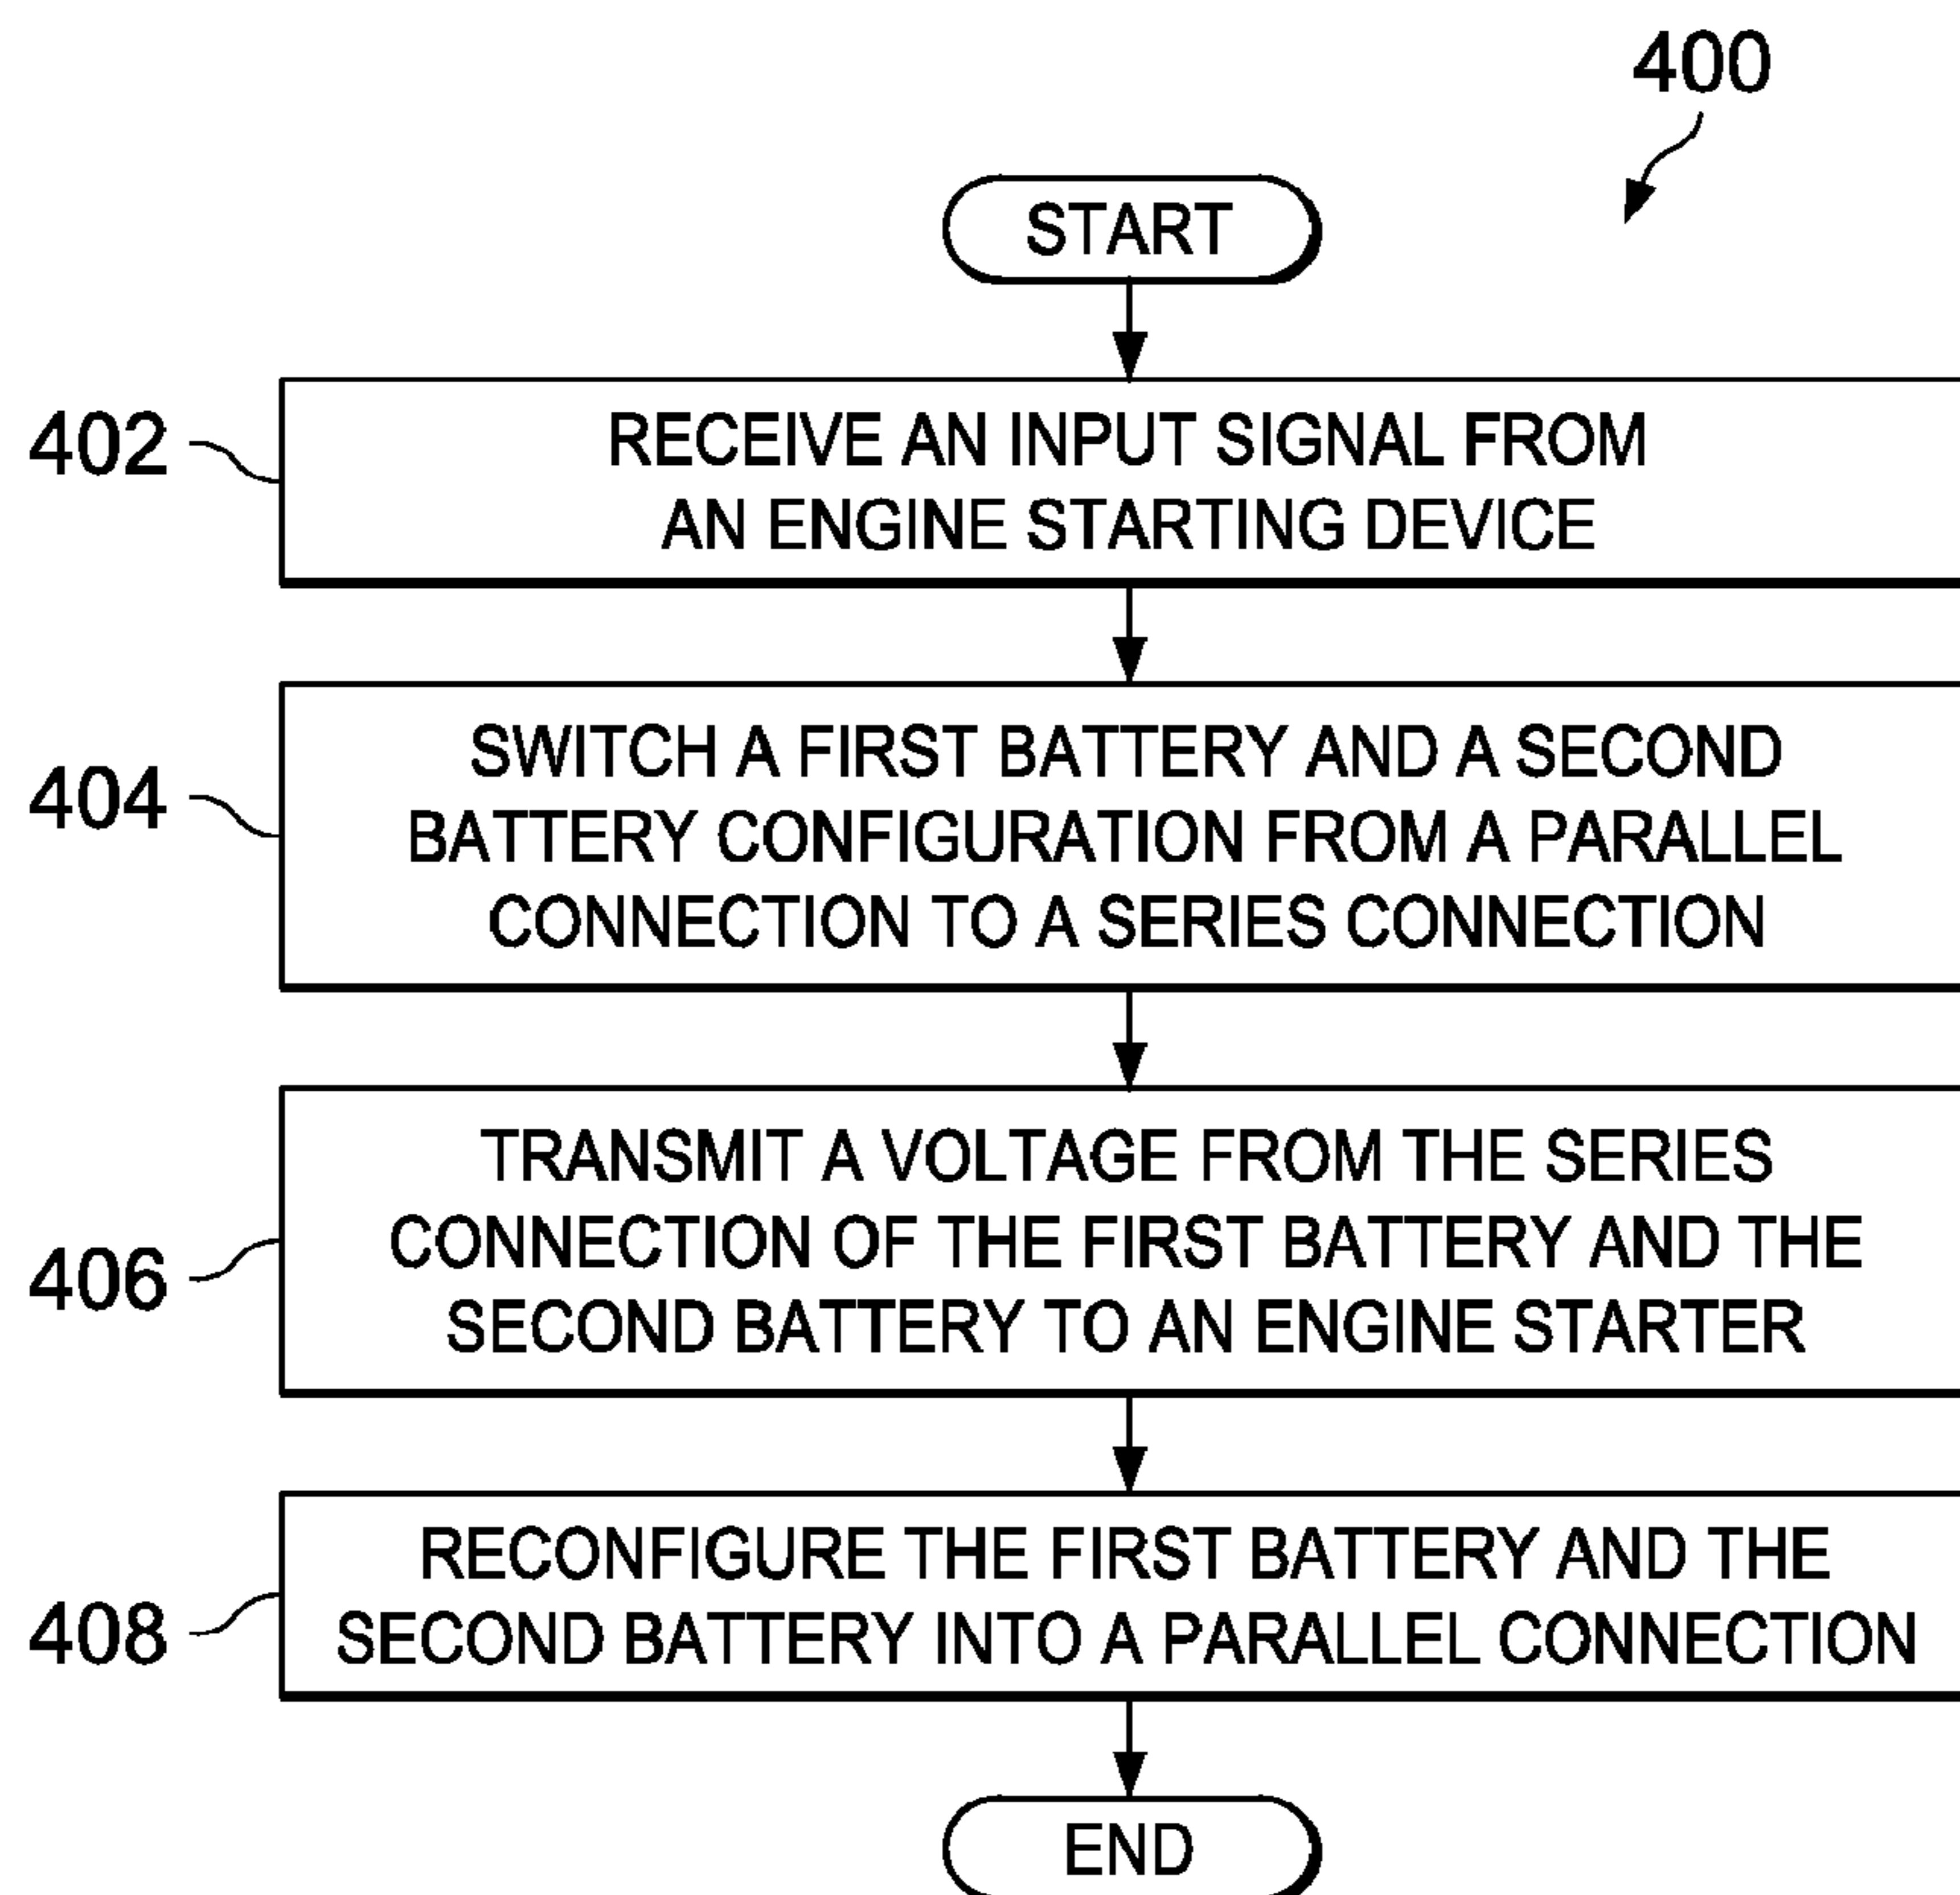 400
START
402
RECEIVE AN INPUT SIGNAL FROM
AN ENGINE STARTING DEVICE
404
SWITCH A FIRST BATTERY AND A SECOND
BATTERY CONFIGURATION FROM A PARALLEL
CONNECTION TO A SERIES CONNECTION
406
TRANSMIT A VOLTAGE FROM THE SERIES
CONNECTION OF THE FIRST BATTERY AND THE
SECOND BATTERY TO AN ENGINE STARTER
408
RECONFIGURE THE FIRST BATTERY AND THE
SECOND BATTERY INTO A PARALLEL CONNECTION
END